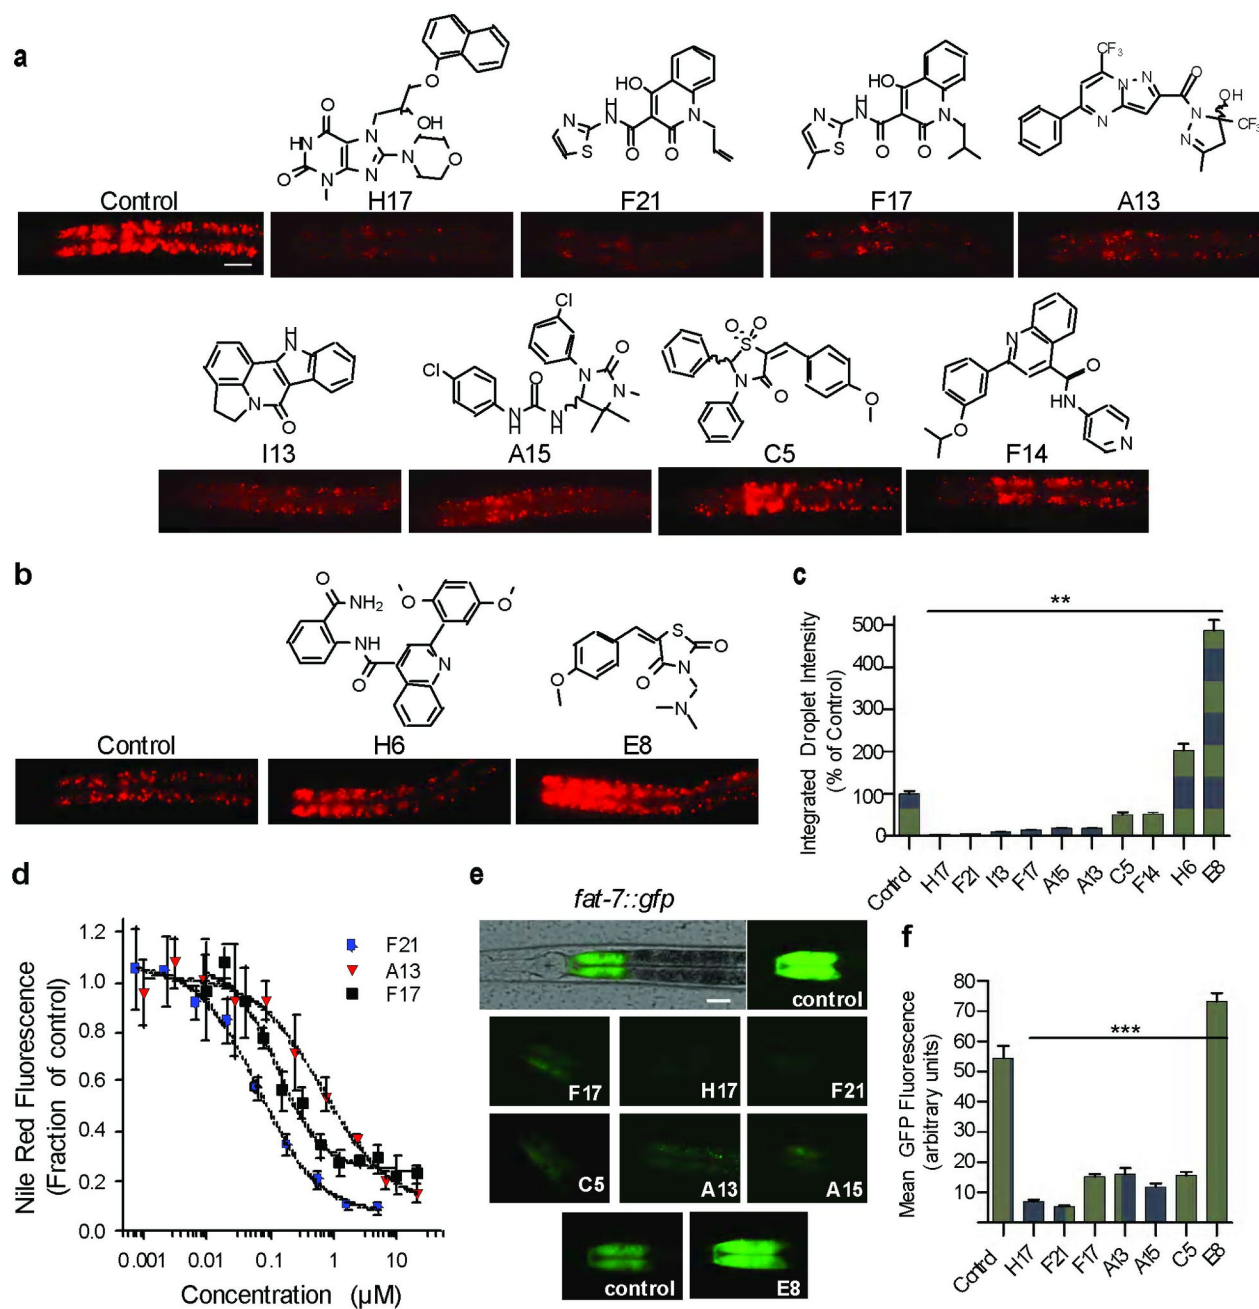 a
Control
H17
F21
F17
A13
CF3
N
N
N
N
O
N
OH
CF3
N
HO
H
N
N
S
O
O
N
HO
H
N
N
S
O
O
N
O
OH
O
HN
N
N
N
N
O
O
H
N
N
O
Cl
Cl
O
N
N
O
N
H
N
H
O
O
S
O
N
O
N
O
HN
O
N
I13
A15
C5
F14
b
O
NH2
NH
O
O
O
N
S
O
N
O
O
N
Control
H6
E8
c
**
Integrated Droplet Intensity
(% of Control)
500
400
300
200
100
0
Control
H17
F21
I13
F17
A15
A13
C5
F14
H6
E8
d
Nile Red Fluorescence
(Fraction of control)
1.2
1.0
0.8
0.6
0.4
0.2
0.0
F21
A13
F17
0.001
0.01
0.1
1
10
Concentration (µM)
e
fat-7::gfp
control
F17
H17
F21
C5
A13
A15
control
E8
f
***
Mean GFP Fluorescence
(arbitrary units)
80
70
60
50
40
30
20
10
Control
H17
F21
F17
A13
A15
C5
E8